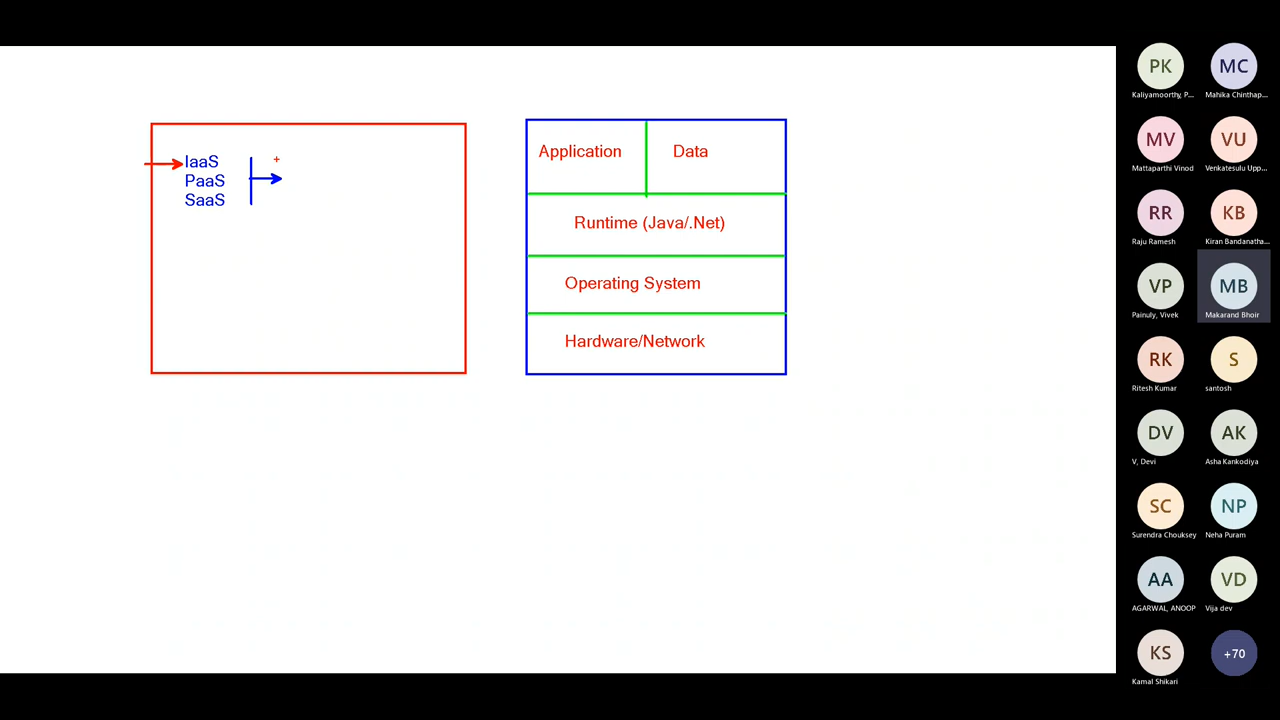 IaaS
PaaS
SaaS
Application
Data
Runtime (Java/.Net)
Operating System
Hardware/Network
PK
MC
Kaliyamoorthy, P...
Mahika Chinthap...
MV
VU
Mattaparthi Vinod
Venkatesulu Upp...
RR
KB
Raju Ramesh
Kiran Bandanatha...
VP
MB
Painuly, Vivek
Makarand Bhoir
RK
S
Ritesh Kumar
santosh
DV
AK
V, Devi
Asha Kankodiya
SC
NP
Surendra Chouksey
Neha Puram
AA
VD
AGARWAL, ANOOP
Vija dev
KS
+70
Kamal Shikari